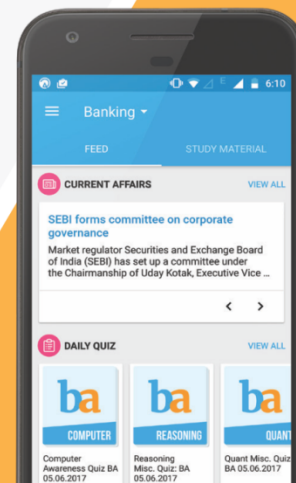 6:10
Banking
FEED STUDY MATERIAL
CURRENT AFFAIRS VIEW ALL
SEBI forms committee on corporate
governance
Market regulator Securities and Exchange Board
of India (SEBI) has set up a committee under
the Chairmanship of Uday Kotak, Executive Vice ...
DAILY QUIZ VIEW ALL
ba ba ba
COMPUTER REASONING QUANT
Computer
Awareness Quiz BA
05.06.2017
Reasoning
Misc. Quiz: BA
05.06.2017
Quant Misc. Quiz
BA 05.06.2017